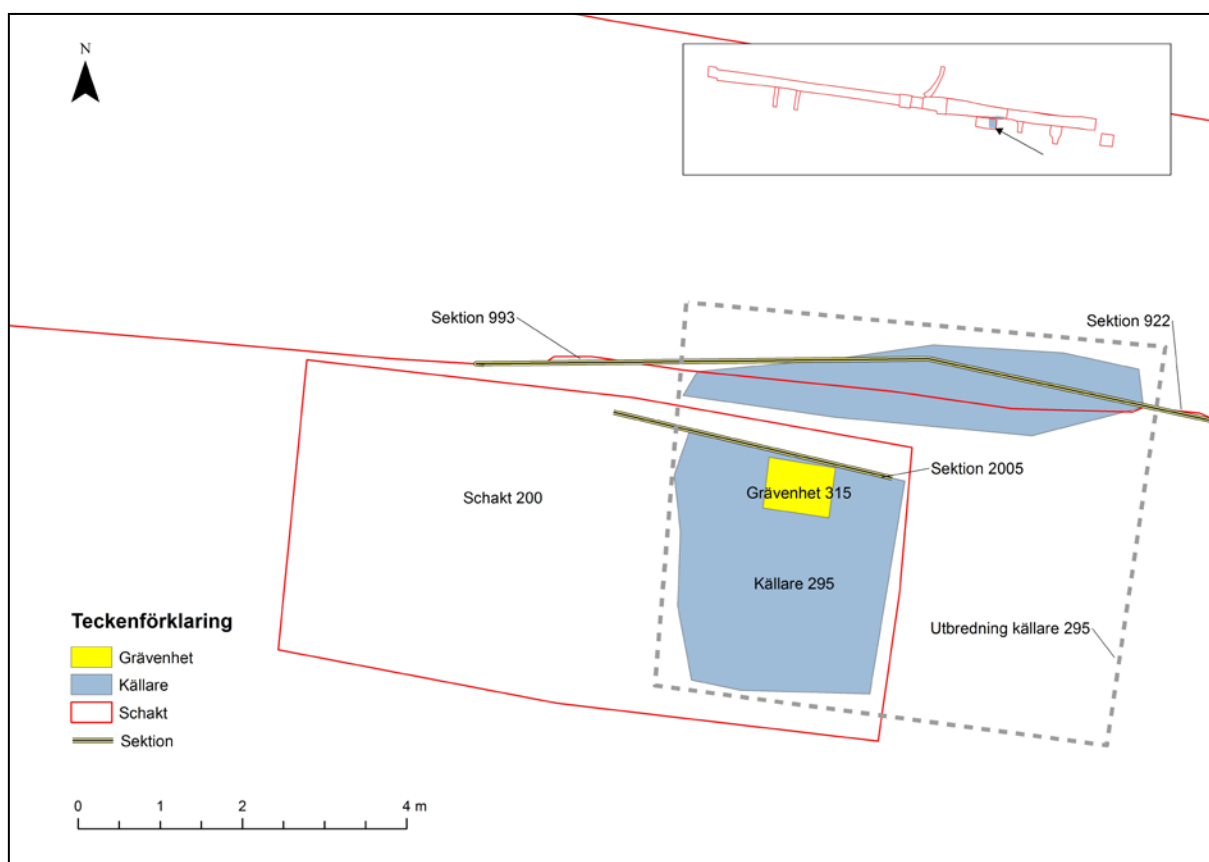 N
Sektion 993
Sektion 922
Sektion 2005
Grävenhet 315
Schakt 200
Källare 295
Utbredning källare 295
Teckenförklaring
Grävenhet
Källare
Schakt
Sektion
0 1 2 4 m